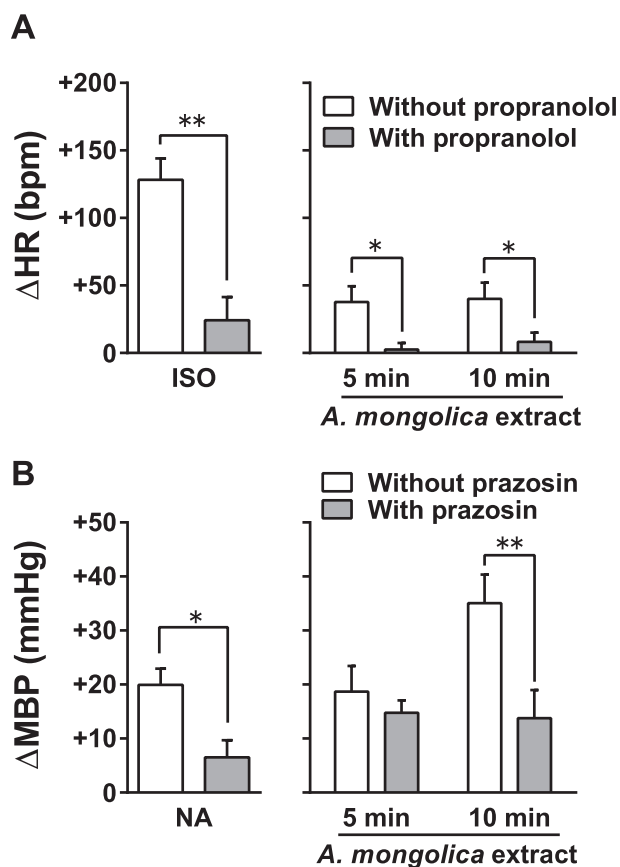 A
ΔHR (bpm)
+200
+150
+100
+50
0
**
ISO
Without propranolol
With propranolol
*
*
5 min
10 min
A. mongolica extract
B
ΔMBP (mmHg)
+50
+40
+30
+20
+10
0
*
NA
Without prazosin
With prazosin
**
5 min
10 min
A. mongolica extract